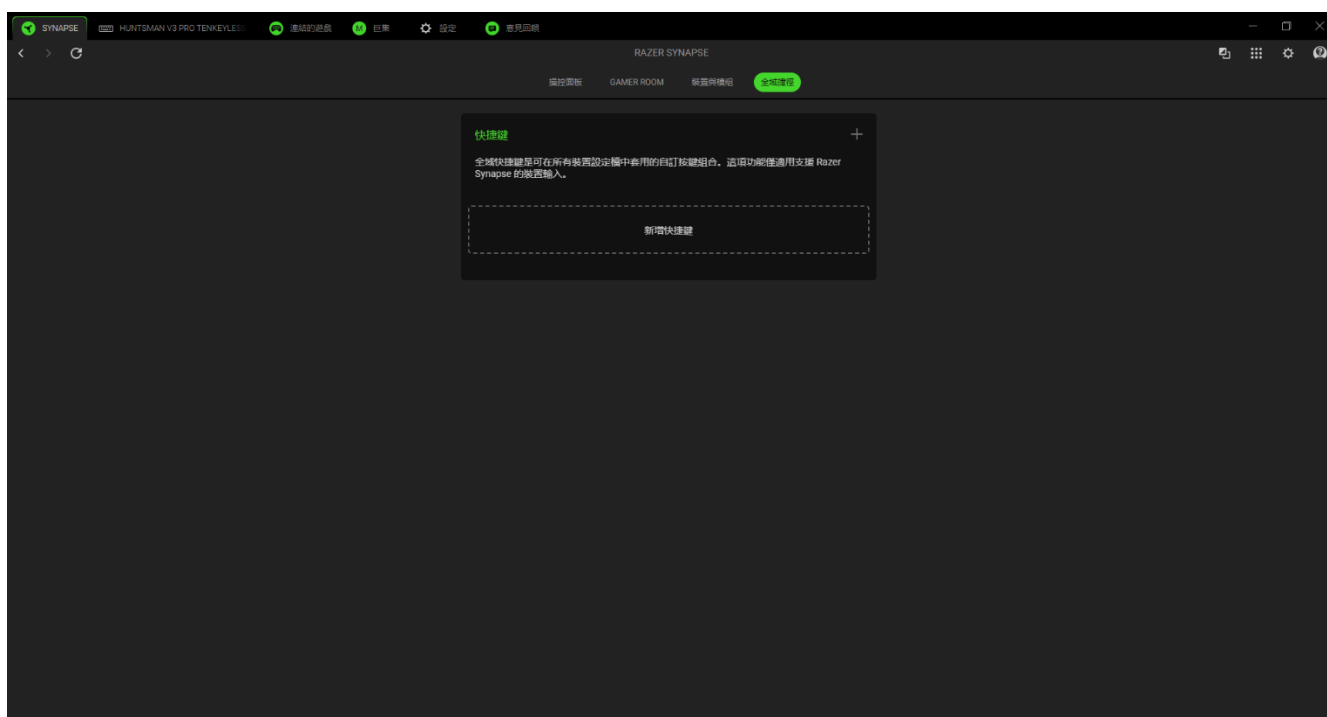 SYNAPSE
HUNTSMAN V3 PRO TENKEYLESS
連結的遊戲
M 巨集
設定
意見回饋
RAZER SYNAPSE
操控面板
GAMER ROOM
裝置與模組
全域捷徑
快捷鍵
全域快捷鍵是可在所有裝置設定檔中套用的自訂按鍵組合。這項功能僅適用支援 Razer
Synapse 的裝置輸入。
新增快捷鍵